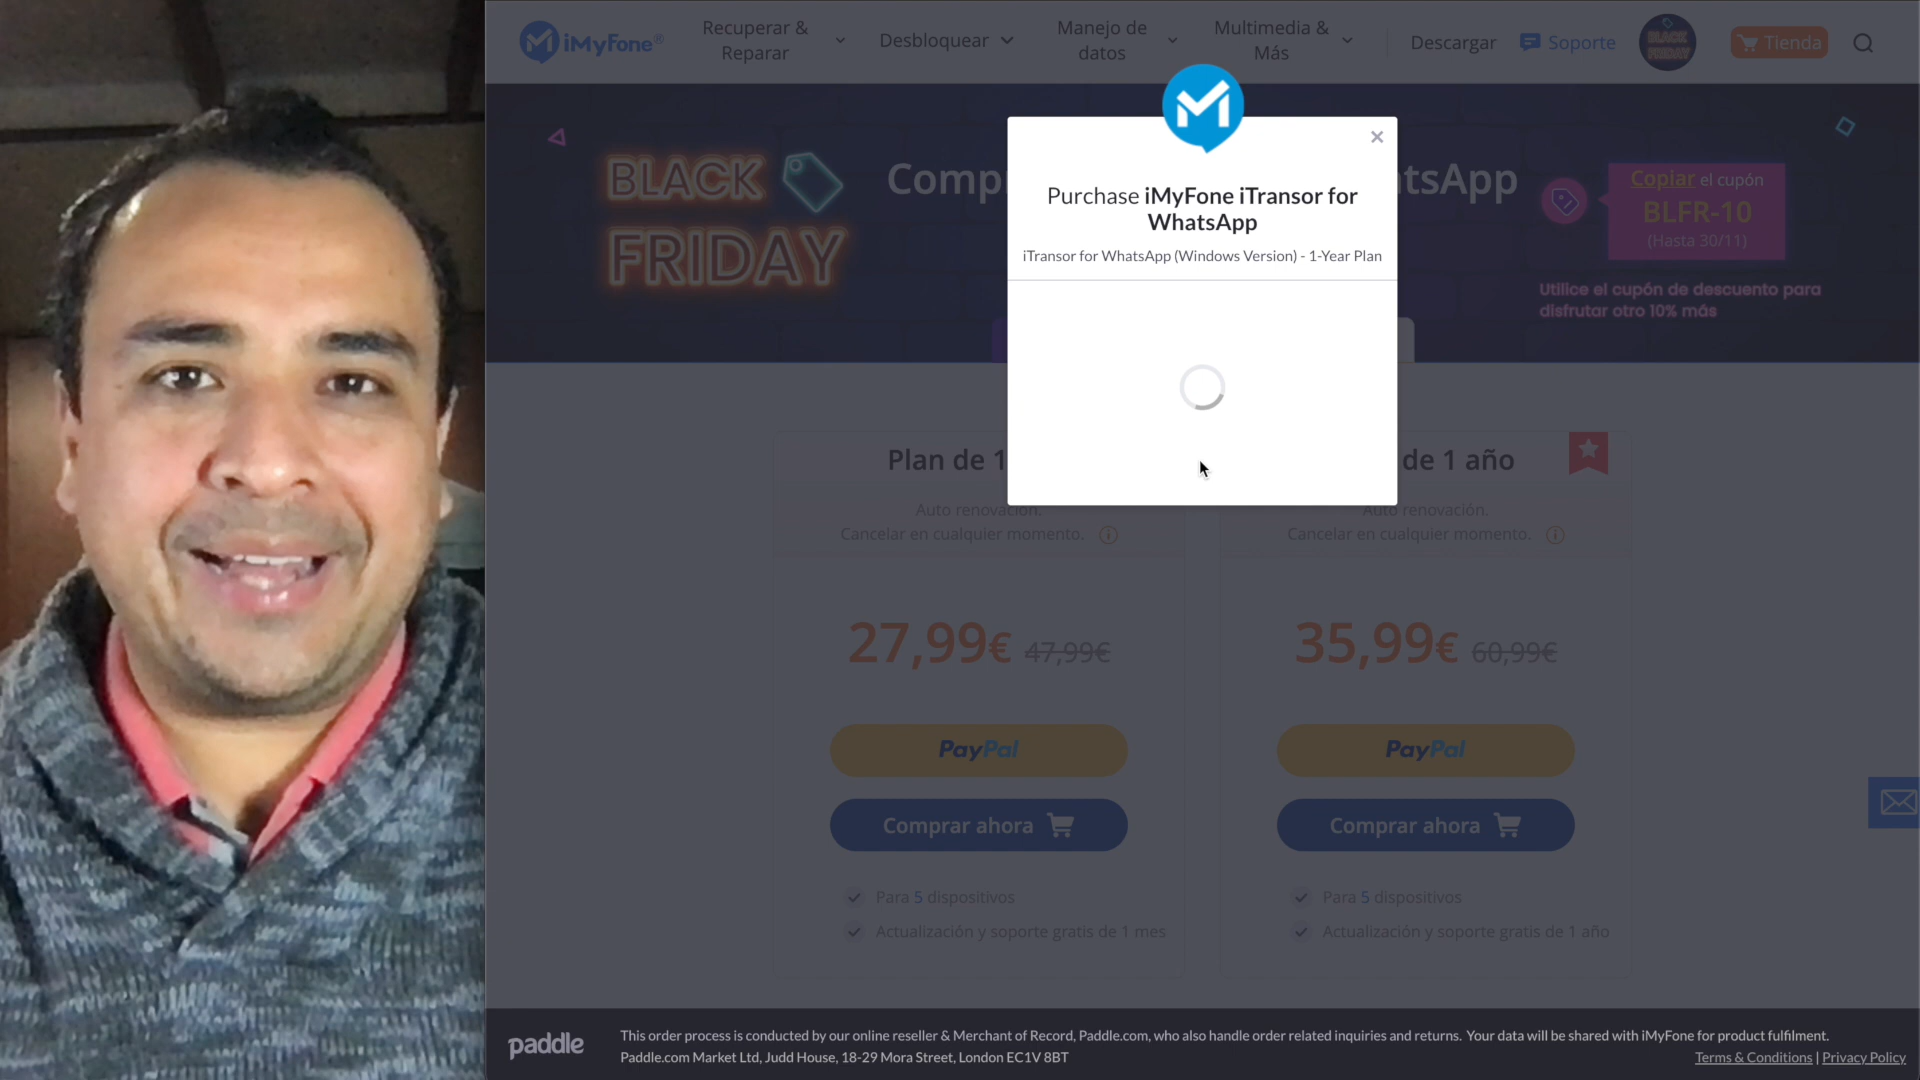 iMyFone®
Recuperar &
Reparar
Desbloquear
Manejo de
datos
Multimedia &
Más
Descargar
Soporte
BLACK
FRIDAY
Tienda
BLACK
FRIDAY
Comp
tsApp
Copiar el cupón
BLFR-10
(Hasta 30/11)
Utilice el cupón de descuento para
disfrutar otro 10% más
Purchase iMyFone iTransor for
WhatsApp
iTransor for WhatsApp (Windows Version) - 1-Year Plan
Plan de 1
Auto renovación.
Cancelar en cualquier momento.
27,99€ 47,99€
PayPal
Comprar ahora
Para 5 dispositivos
Actualización y soporte gratis de 1 mes
de 1 año
Auto renovación.
Cancelar en cualquier momento.
35,99€ 60,99€
PayPal
Comprar ahora
Para 5 dispositivos
Actualización y soporte gratis de 1 año
paddle
This order process is conducted by our online reseller & Merchant of Record, Paddle.com, who also handle order related inquiries and returns. Your data will be shared with iMyFone for product fulfilment.
Paddle.com Market Ltd, Judd House, 18-29 Mora Street, London EC1V 8BT
Terms & Conditions | Privacy Policy